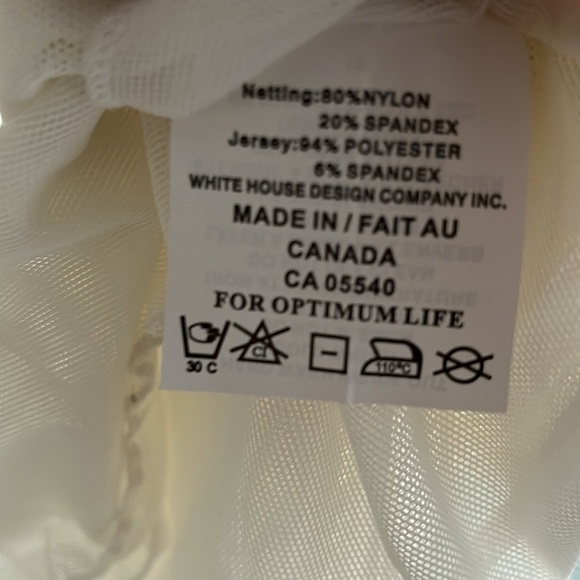 Netting:80%NYLON
20% SPANDEX
Jersey:94% POLYESTER
6% SPANDEX
WHITE HOUSE DESIGN COMPANY INC.
MADE IN / FAIT AU
CANADA
CA 05540
FOR OPTIMUM LIFE
30 C
Cl
110°C